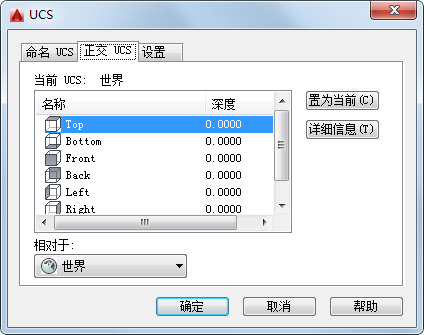 UCS
命名 UCS 正交 UCS 设置
当前 UCS: 世界
名称 深度
Top 0.0000
Bottom 0.0000
Front 0.0000
Back 0.0000
Left 0.0000
Right 0.0000
置为当前(C)
详细信息(T)
相对于:
世界
确定 取消 帮助